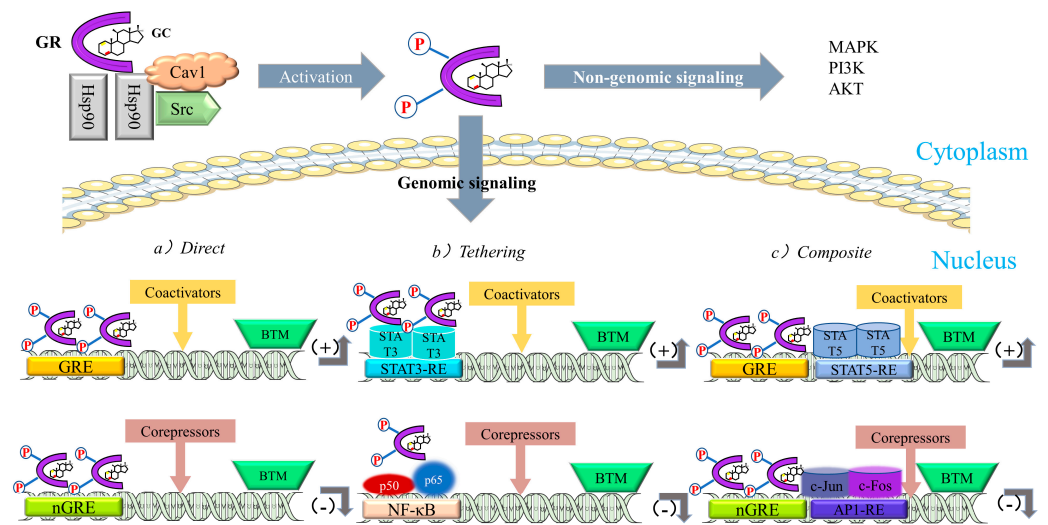 GR
GC
Hsp90
Hsp90
Cav1
Src
Activation
P
P
Non-genomic signaling
MAPK
PI3K
AKT
Cytoplasm
Genomic signaling
Nucleus
a）Direct
b）Tethering
c）Composite
P
P
P
P
Coactivators
BTM
GRE
(+)
P
P
P
P
STA
T3
STA
T3
Coactivators
BTM
STAT3-RE
(+)
P
P
P
P
STA
T5
STA
T5
Coactivators
BTM
GRE
STAT5-RE
(+)
P
P
P
P
Corepressors
BTM
nGRE
(-)
P
P
p50
p65
Corepressors
BTM
NF-κB
(-)
P
P
P
P
c-Jun
c-Fos
Corepressors
BTM
nGRE
AP1-RE
(-)